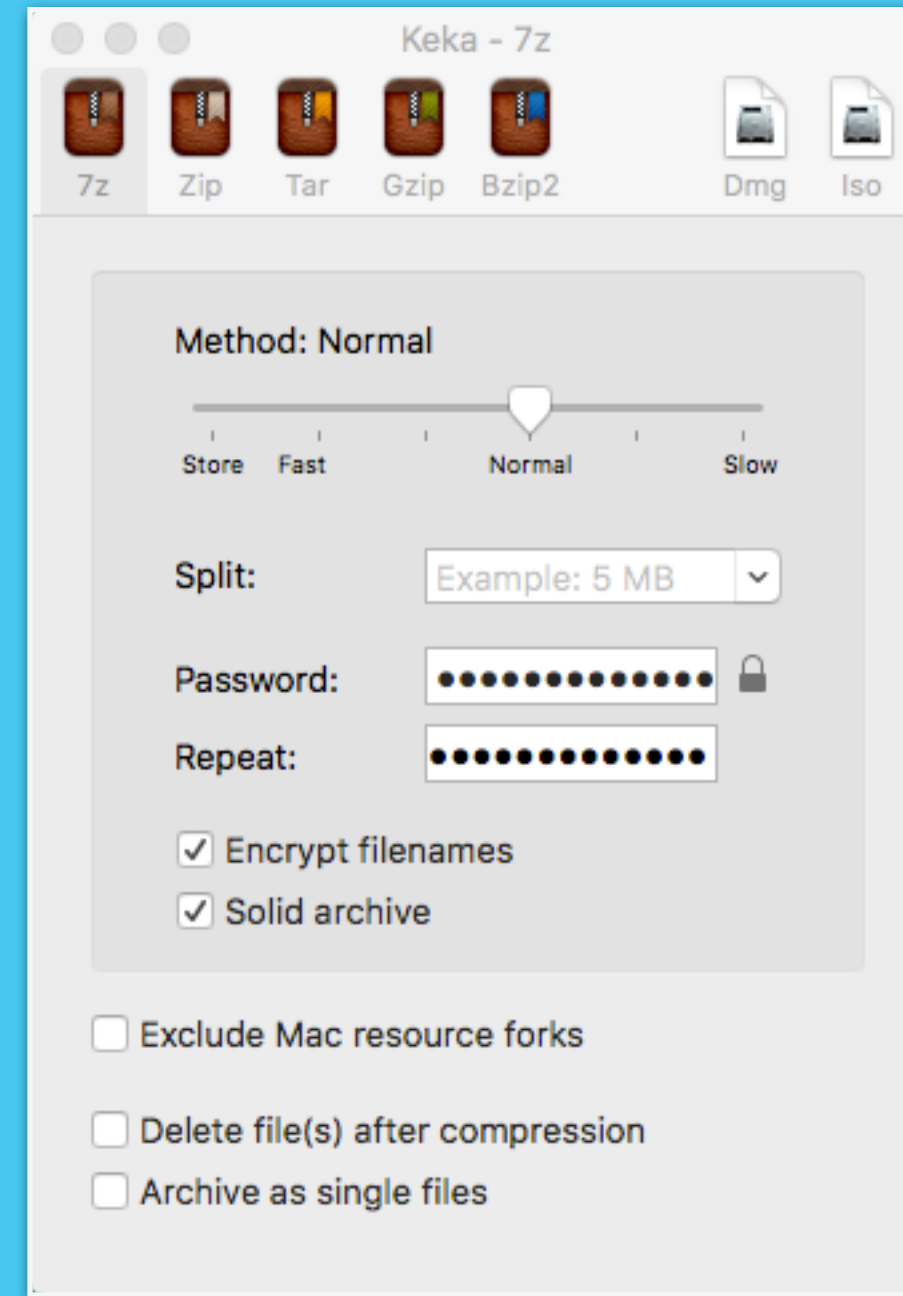 Keka - 7z
7z Zip Tar Gzip Bzip2 Dmg Iso
Method: Normal
Store Fast Normal Slow
Split: Example: 5 MB
Password: •••••••••••••
Repeat: •••••••••••••
Encrypt filenames
Solid archive
Exclude Mac resource forks
Delete file(s) after compression
Archive as single files